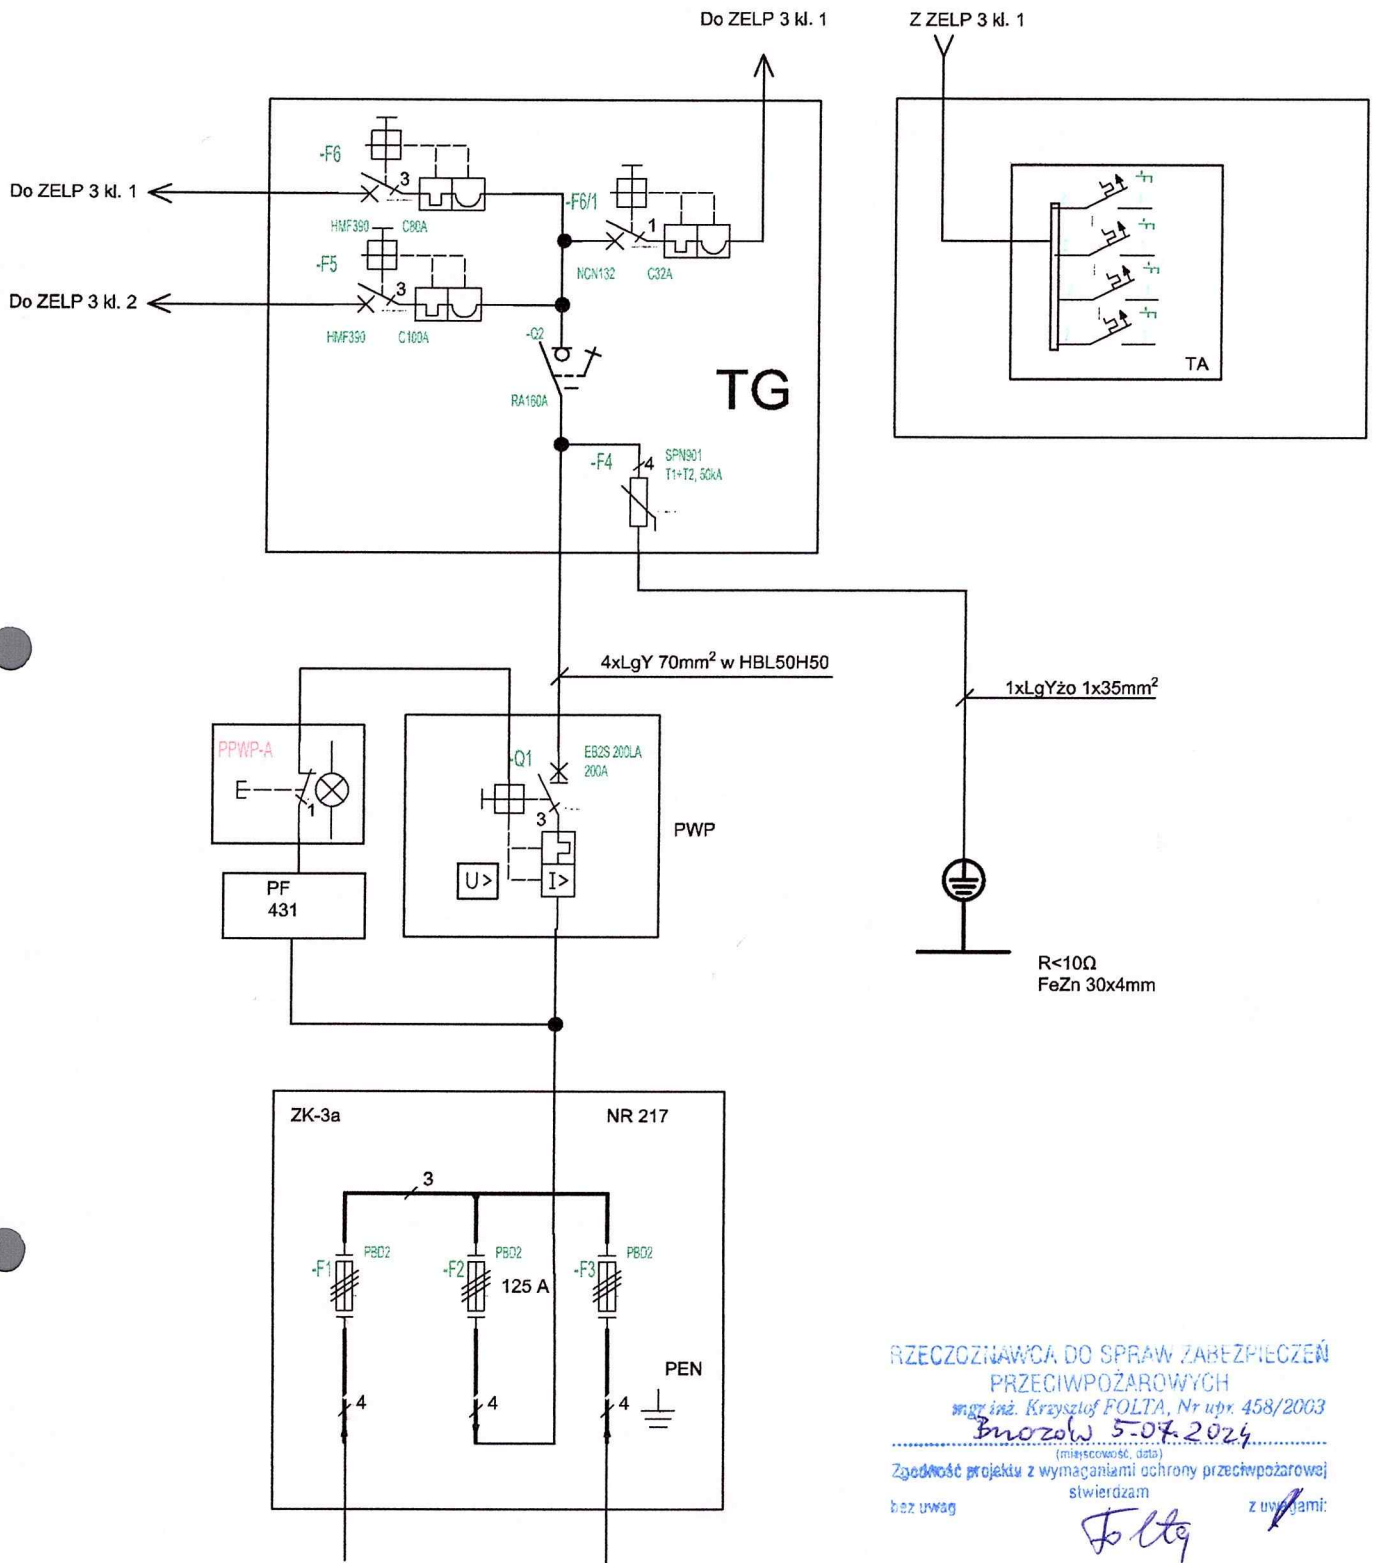 Do ZELP 3 kl. 1
Z ZELP 3 kl. 1
-F6
3
Do ZELP 3 kl. 1
HMF390 C80A
-F6/1
1
NCN132 C32A
-F5
3
Do ZELP 3 kl. 2
HMF390 C100A
-Q2
RA160A
TG
TA
-F4
4
SPN901
T1+T2, 50kA
4xLgY 70mm² w HBL50H50
1xLgYżo 1x35mm²
PPWP-A
E
1
-Q1
EB2S 200LA
200A
3
PWP
U>
I>
PF
431
R<10Ω
FeZn 30x4mm
ZK-3a
NR 217
3
-F1
PBD2
-F2
PBD2
125 A
-F3
PBD2
4
4
4
PEN
RZECZOZNAWCA DO SPRAW ZABEZPIECZEŃ
PRZECIWPOŻAROWYCH
mgr inż. Krzysztof FOLTA, Nr upr. 458/2003
Brzozów 5-07.2024
(miejscowość, data)
Zgodność projektu z wymaganiami ochrony przeciwpożarowej
stwierdzam
bez uwag
z uwagami:
Folta